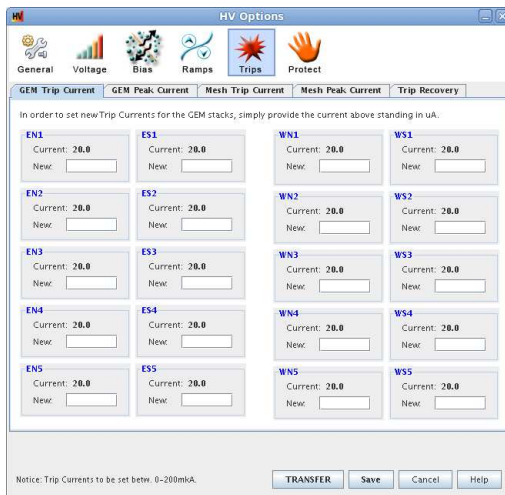 HV HV Options
General Voltage Bias Ramps Trips Protect
GEM Trip Current GEM Peak Current Mesh Trip Current Mesh Peak Current Trip Recovery
In order to set new Trip Currents for the GEM stacks, simply provide the current above standing in uA.
EN1 ES1 WN1 WS1
Current: 20.0 Current: 20.0 Current: 20.0 Current: 20.0
New: New: New: New:
EN2 ES2 WN2 WS2
Current: 20.0 Current: 20.0 Current: 20.0 Current: 20.0
New: New: New: New:
EN3 ES3 WN3 WS3
Current: 20.0 Current: 20.0 Current: 20.0 Current: 20.0
New: New: New: New:
EN4 ES4 WN4 WS4
Current: 20.0 Current: 20.0 Current: 20.0 Current: 20.0
New: New: New: New:
EN5 ES5 WN5 WS5
Current: 20.0 Current: 20.0 Current: 20.0 Current: 20.0
New: New: New: New:
Notice: Trip Currents to be set betw. 0-200mkA. TRANSFER Save Cancel Help